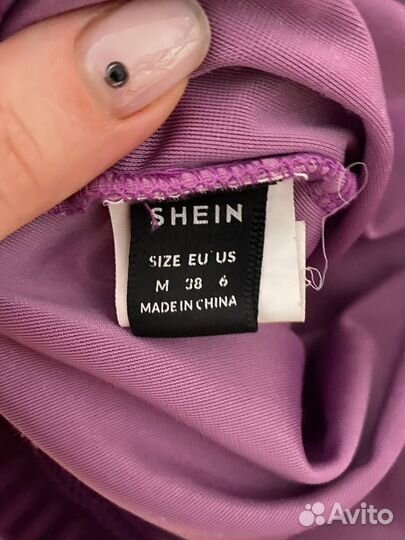 SHEIN
SIZE EU US
M 38 6
MADE IN CHINA
Avito